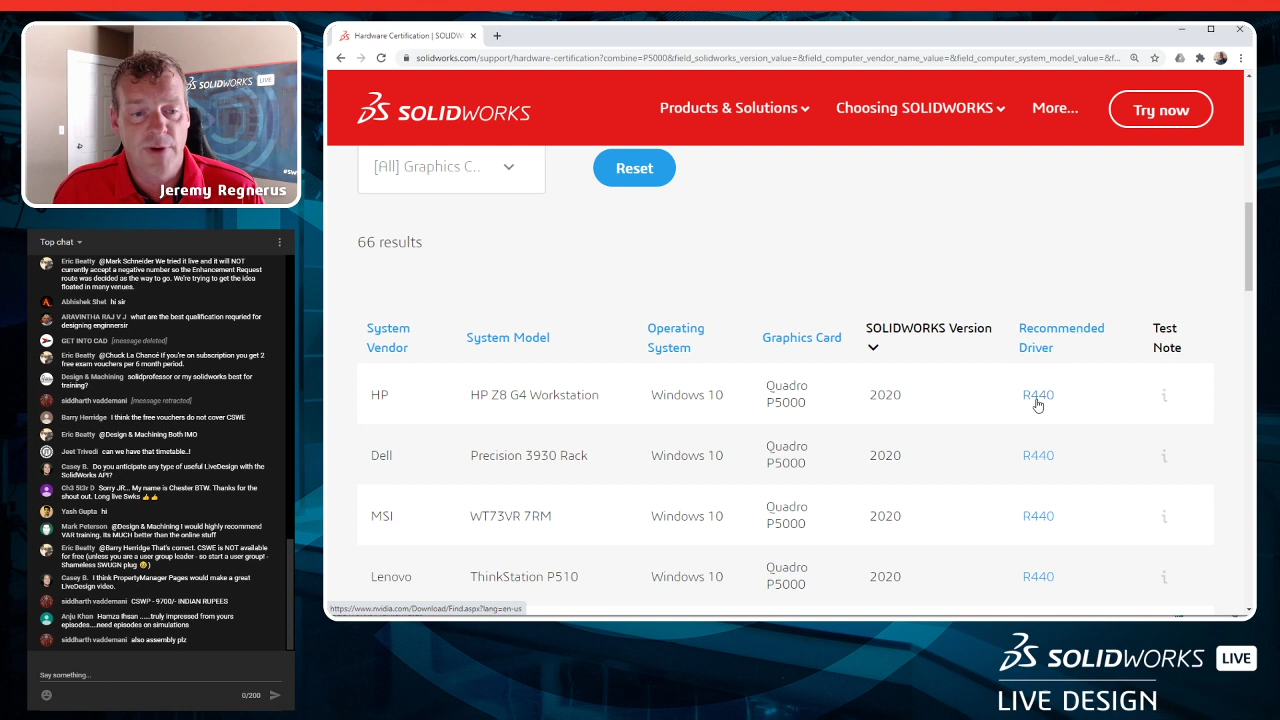 SOLIDWORKS LIVE
#SW
Jeremy Regnerus
Top chat
Eric Beatty @Mark Schneider We tried it live and it will NOT
currently accept a negative number so the Enhancement Request
route was decided as the way to go. We're trying to get the idea
floated in many venues.
Abhishek Shet hi sir
ARAVINTHA RAJ V J what are the best qualification requried for
designing enginnersir
GET INTO CAD [message deleted]
Eric Beatty @Chuck La Chancé If you're on subscription you get 2
free exam vouchers per 6 month period.
Design & Machining solidprofessor or my solidworks best for
training?
siddharth vaddemani [message retracted]
Barry Herridge I think the free vouchers do not cover CSWE
Eric Beatty @Design & Machining Both IMO
Jeet Trivedi can we have that timetable..!
Casey B. Do you anticipate any type of useful LiveDesign with the
SolidWorks API?
Ch3 5t3r D Sorry JR... My name is Chester BTW. Thanks for the
shout out. Long live Swks 👍👍
Yash Gupta hi
Mark Peterson @Design & Machining I would highly recommend
VAR training. Its MUCH better than the online stuff
Eric Beatty @Barry Herridge That's correct. CSWE is NOT available
for free (unless you are a user group leader - so start a user group! -
Shameless SWUGN plug 😀)
Casey B. I think PropertyManager Pages would make a great
LiveDesign video.
siddharth vaddemani CSWP - 9700/- INDIAN RUPEES
Anju Khan Hamza Ihsan ......truly impressed from yours
episodes....need episodes on simulations
siddharth vaddemani also assembly plz
Say something...
0/200
Hardware Certification | SOLIDW
solidworks.com/support/hardware-certification?combine=P5000&field_solidworks_version_value=&field_computer_vendor_name_value=&field_computer_system_model_value=&f...
SOLIDWORKS
Products & Solutions
Choosing SOLIDWORKS
More...
Try now
[All] Graphics C..
Reset
66 results
System Vendor
System Model
Operating System
Graphics Card
SOLIDWORKS Version
Recommended Driver
Test Note
HP HP Z8 G4 Workstation Windows 10 Quadro P5000 2020 R440
Dell Precision 3930 Rack Windows 10 Quadro P5000 2020 R440
MSI WT73VR 7RM Windows 10 Quadro P5000 2020 R440
Lenovo ThinkStation P510 Windows 10 Quadro P5000 2020 R440
https://www.nvidia.com/Download/Find.aspx?lang=en-us
SOLIDWORKS LIVE
LIVE DESIGN